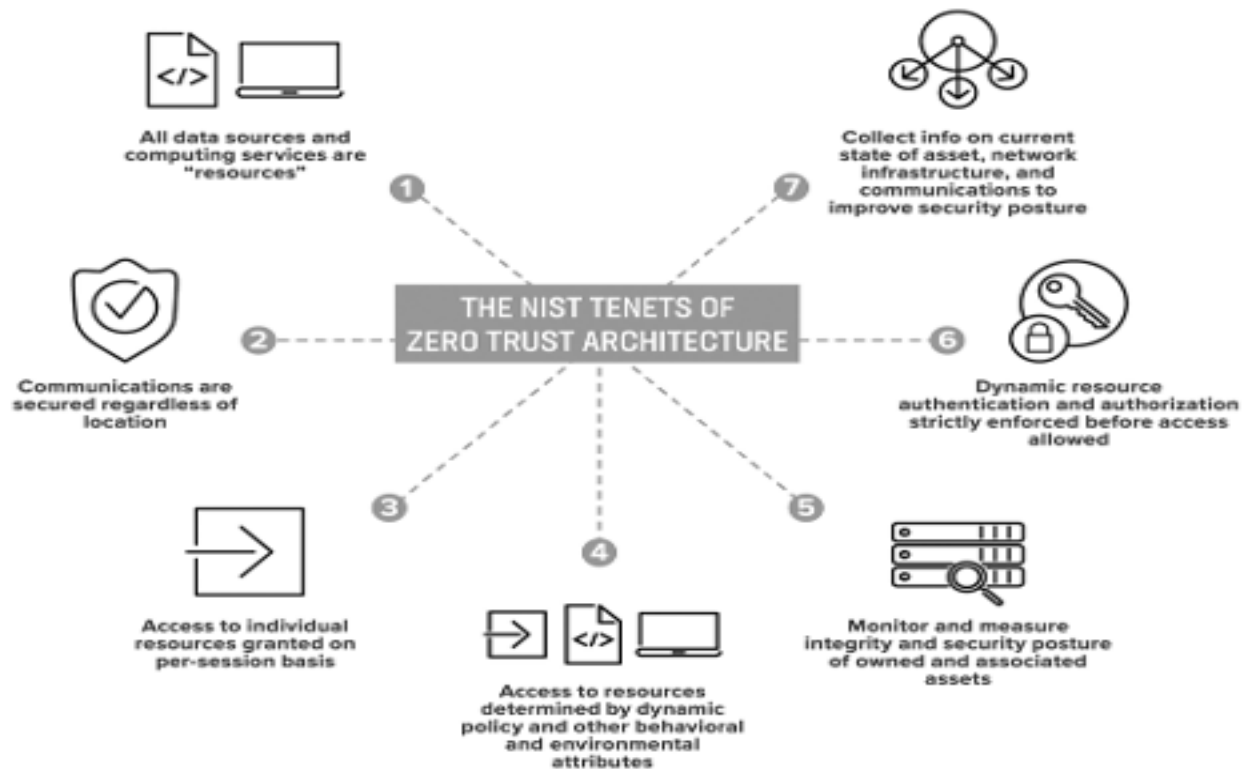 </>
All data sources and
computing services are
"resources"
1
Collect info on current
state of asset, network
infrastructure, and
communications to
improve security posture
7
THE NIST TENETS OF
ZERO TRUST ARCHITECTURE
2
Communications are
secured regardless of
location
6
Dynamic resource
authentication and authorization
strictly enforced before access
allowed
3
Access to individual
resources granted on
per-session basis
4
</>
Access to resources
determined by dynamic
policy and other behavioral
and environmental
attributes
5
Monitor and measure
integrity and security posture
of owned and associated
assets